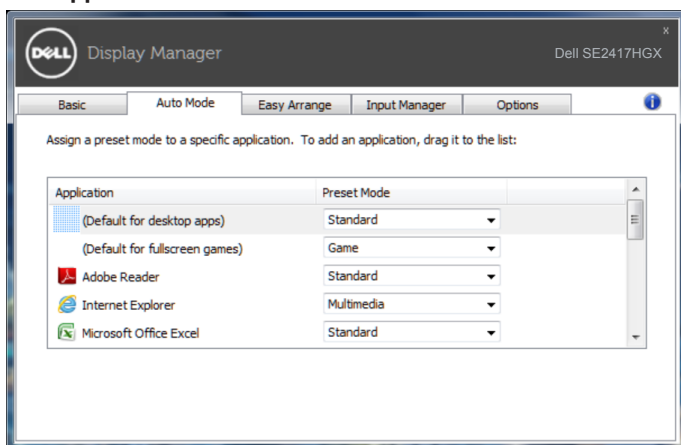 DELL Display Manager
x
Dell SE2417HGX
Basic Auto Mode Easy Arrange Input Manager Options
Assign a preset mode to a specific application. To add an application, drag it to the list:
Application Preset Mode
(Default for desktop apps) Standard
(Default for fullscreen games) Game
Adobe Reader Standard
Internet Explorer Multimedia
Microsoft Office Excel Standard